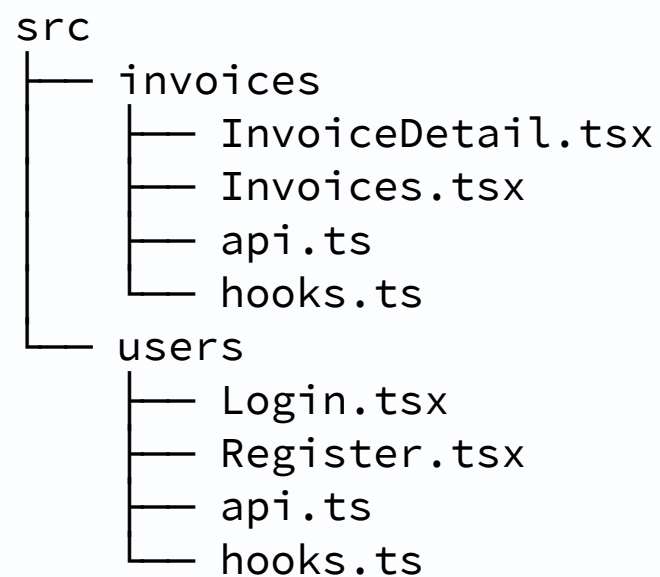 src
├── invoices
│   ├── InvoiceDetail.tsx
│   ├── Invoices.tsx
│   ├── api.ts
│   └── hooks.ts
└── users
    ├── Login.tsx
    ├── Register.tsx
    ├── api.ts
    └── hooks.ts